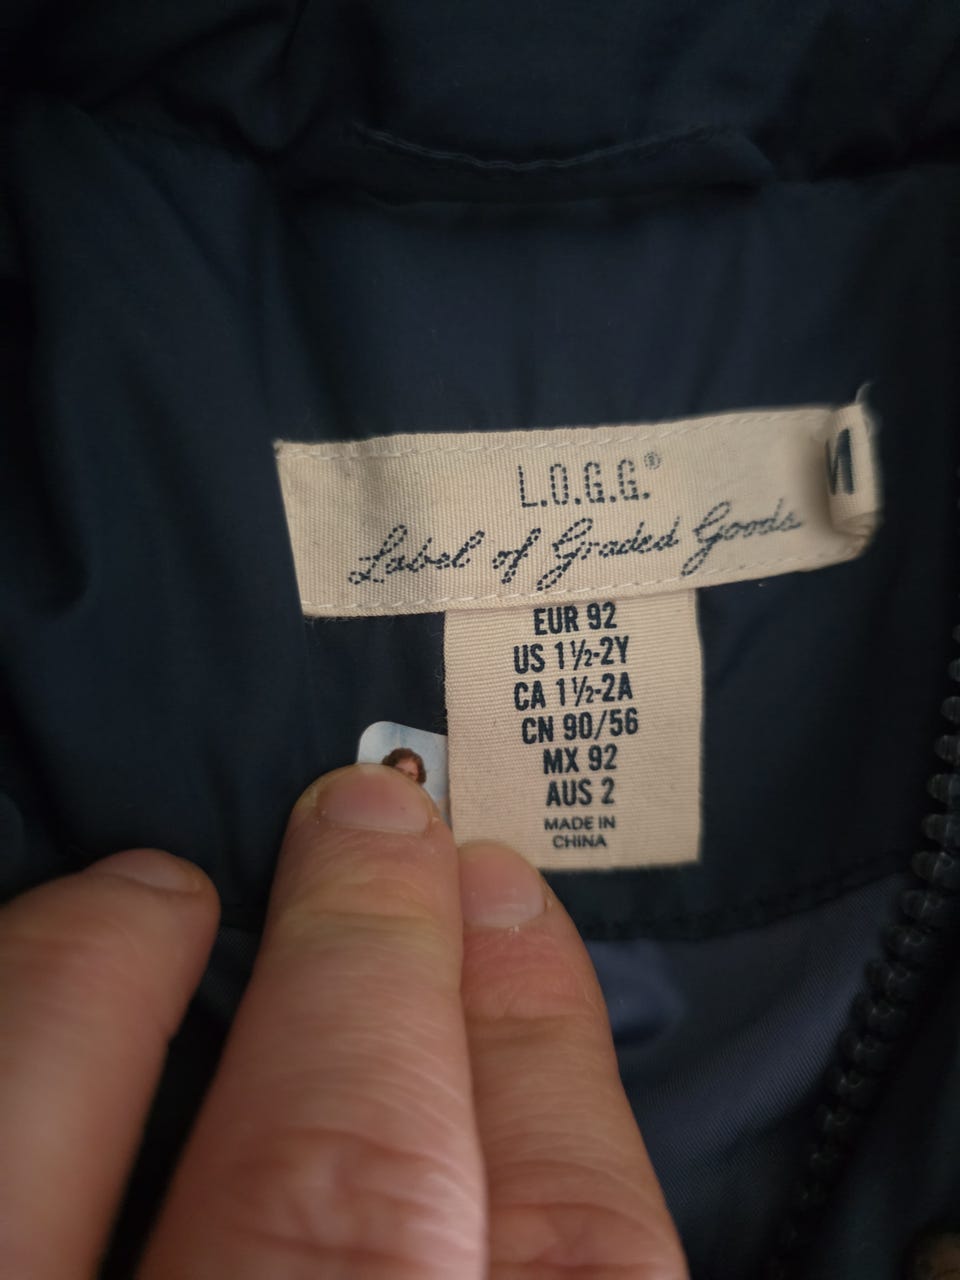 L.O.G.G.®
Label of Graded Goods
EUR 92
US 1½-2Y
CA 1½-2A
CN 90/56
MX 92
AUS 2
MADE IN
CHINA